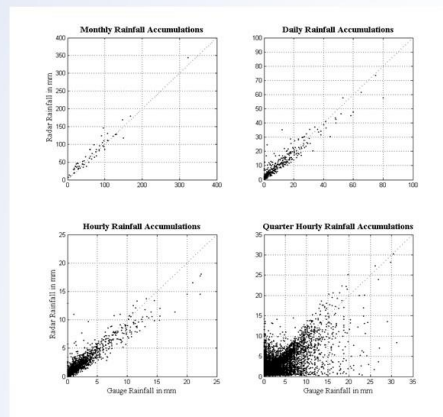 Monthly Rainfall Accumulations
400
350
300
250
200
150
100
50
0
0 100 200 300 400
Radar Rainfall in mm
Daily Rainfall Accumulations
100
90
80
70
60
50
40
30
20
10
0
0 20 40 60 80 100
Hourly Rainfall Accumulations
25
20
15
10
5
0
0 5 10 15 20 25
Radar Rainfall in mm
Gauge Rainfall in mm
Quarter Hourly Rainfall Accumulations
35
30
25
20
15
10
5
0
0 5 10 15 20 25 30 35
Gauge Rainfall in mm